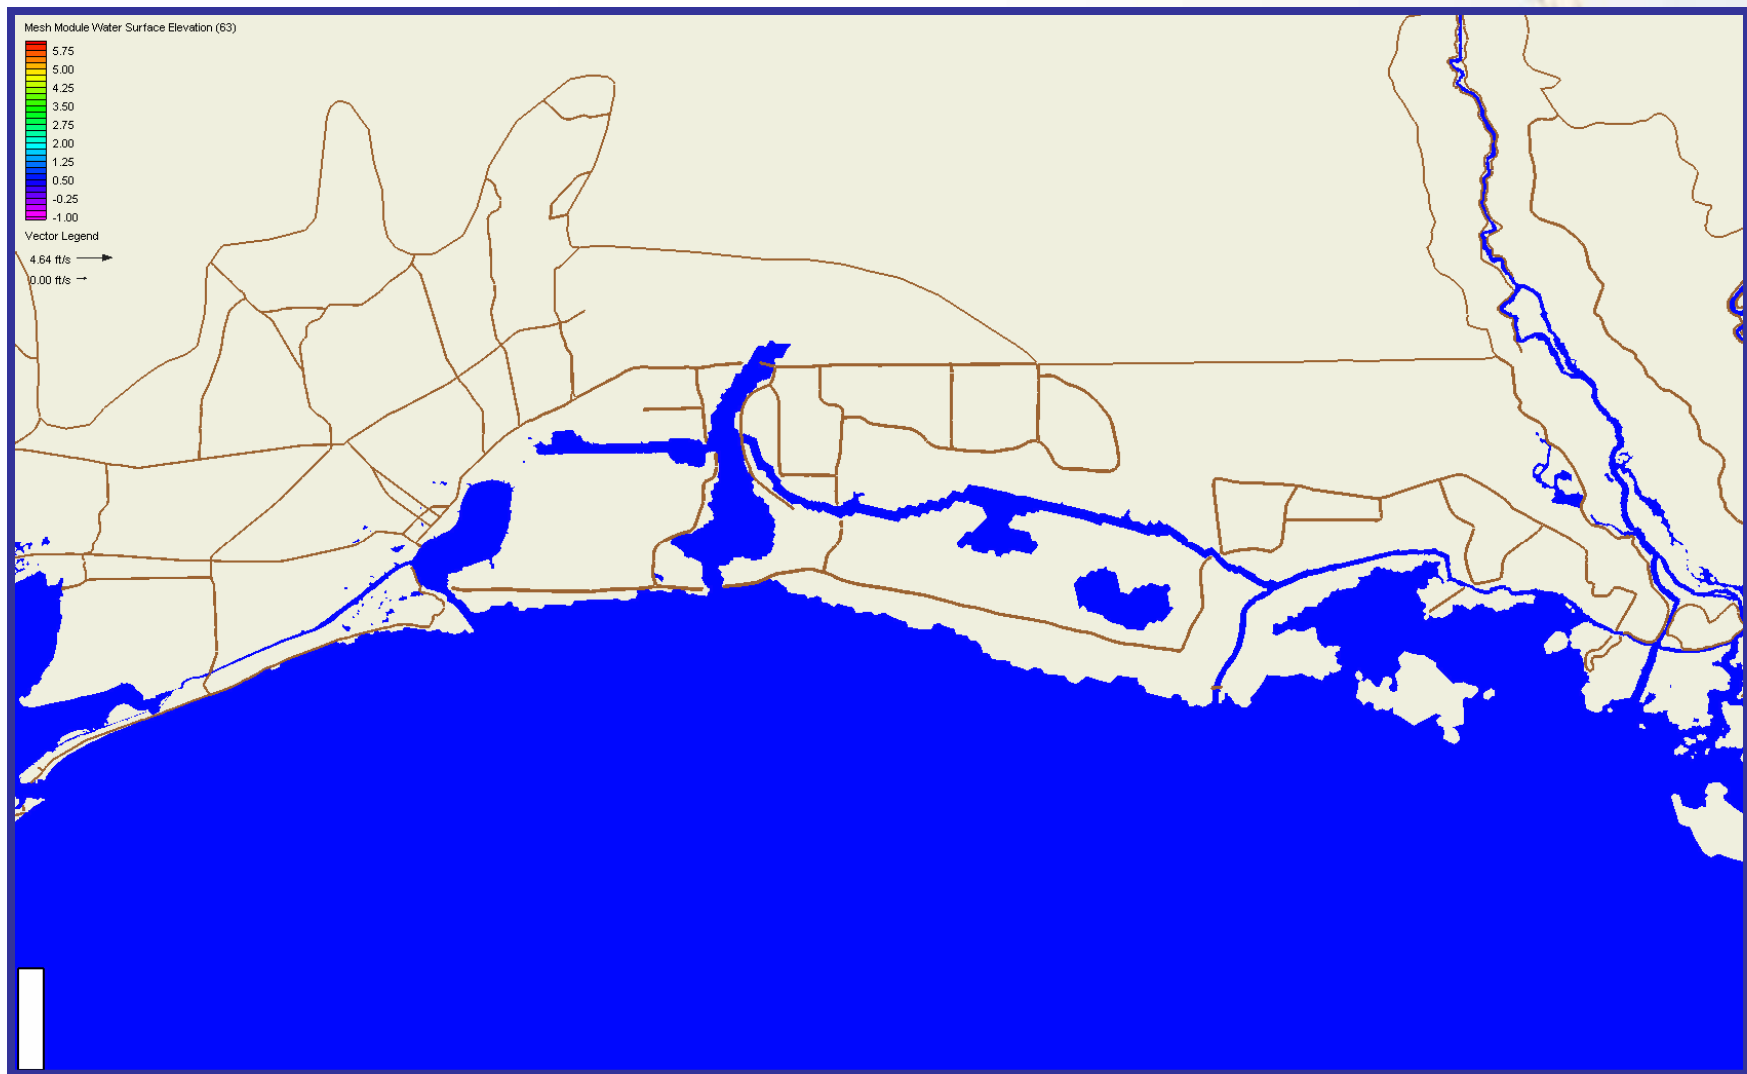 Mesh Module Water Surface Elevation (63)
5.75
5.00
4.25
3.50
2.75
2.00
1.25
0.50
-0.25
-1.00
Vector Legend
4.64 ft/s
0.00 ft/s